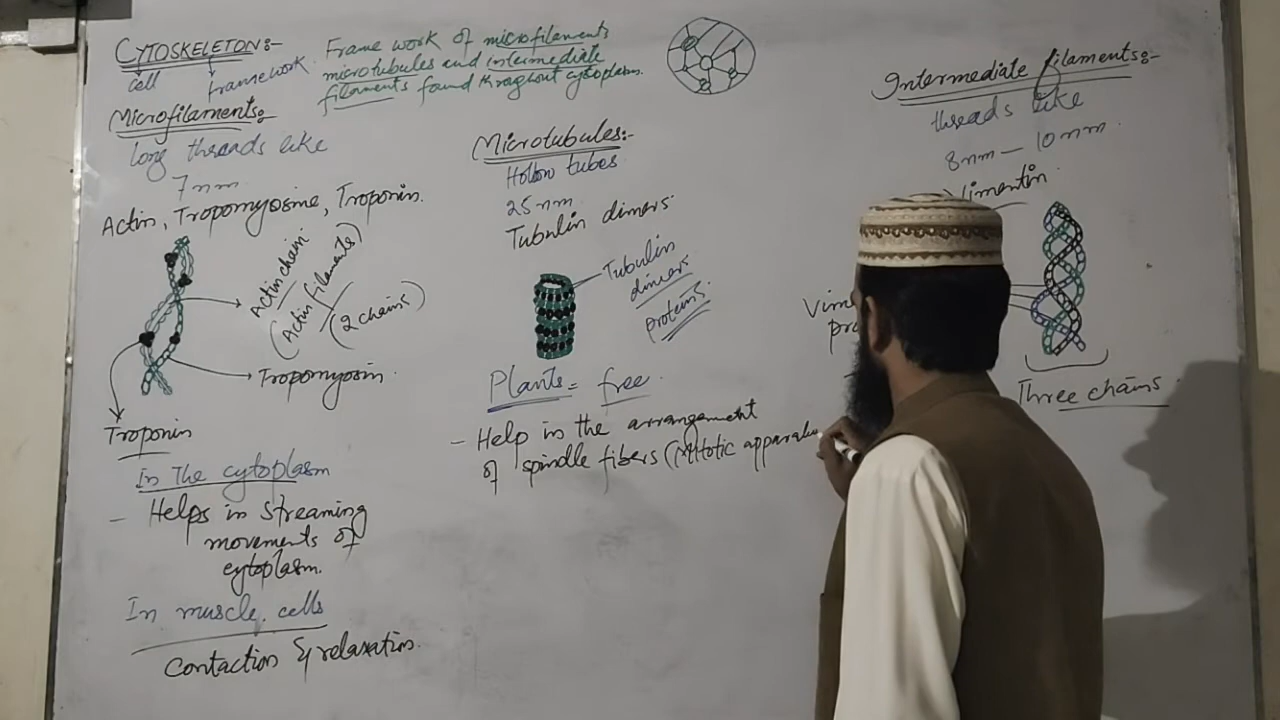 CYTOSKELETON:-
cell
framework.
Frame work of microfilaments
microtubules and intermediate
filaments found throghout cytoplasm.
Microfilaments:
long threads like
7nm
Actin, Tropomyosine, Troponin.
Actin chain
(Actin filaments)
(2 chains)
Tropomyosin.
Troponin
In The cytoplasm
- Helps in streaming
movements of
cytoplasm.
In muscle cells
Contaction & relaxation.
Microtubules:-
Hollow tubes
25nm
Tubulin dimers
Tubulin
dimers
proteins.
Plants = free.
- Help in the arrangement
of spindle fibers (Mitotic apparatu
Intermediate filaments:-
threads like
8nm - 10nm.
Vimentin
Three chains